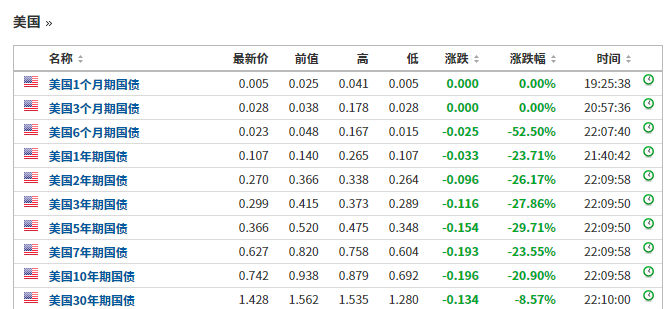 美国 »
名称 最新价 前值 高 低 涨跌 涨跌幅 时间
美国1个月期国债 0.005 0.025 0.041 0.005 0.000 0.00% 19:25:38
美国3个月期国债 0.028 0.038 0.178 0.028 0.000 0.00% 20:57:36
美国6个月期国债 0.023 0.048 0.167 0.015 -0.025 -52.50% 22:07:40
美国1年期国债 0.107 0.140 0.265 0.107 -0.033 -23.71% 21:40:42
美国2年期国债 0.270 0.366 0.338 0.264 -0.096 -26.17% 22:09:58
美国3年期国债 0.299 0.415 0.373 0.289 -0.116 -27.86% 22:09:50
美国5年期国债 0.366 0.520 0.475 0.348 -0.154 -29.71% 22:09:50
美国7年期国债 0.627 0.820 0.758 0.604 -0.193 -23.55% 22:09:58
美国10年期国债 0.742 0.938 0.879 0.692 -0.196 -20.90% 22:09:58
美国30年期国债 1.428 1.562 1.535 1.280 -0.134 -8.57% 22:10:00